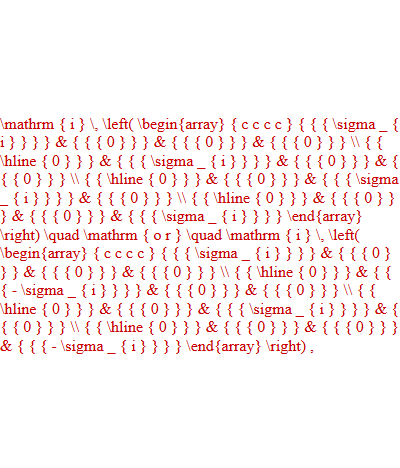 \mathrm { i } \, \left( \begin{array} { c c c c } { { { \sigma _ {
i } } } } & { { { 0 } } } & { { { 0 } } } & { { { 0 } } } \\ { {
\hline { 0 } } } & { { { \sigma _ { i } } } } & { { { 0 } } } & {
{ { 0 } } } \\ { { \hline { 0 } } } & { { { 0 } } } & { { { \sigma
_ { i } } } } & { { { 0 } } } \\ { { \hline { 0 } } } & { { { 0 } }
} & { { { 0 } } } & { { { \sigma _ { i } } } } \end{array}
\right) \quad \mathrm { o r } \quad \mathrm { i } \, \left(
\begin{array} { c c c c } { { { \sigma _ { i } } } } & { { { 0 }
} } & { { { 0 } } } & { { { 0 } } } \\ { { \hline { 0 } } } & { {
{ - \sigma _ { i } } } } & { { { 0 } } } & { { { 0 } } } \\ { {
\hline { 0 } } } & { { { 0 } } } & { { { \sigma _ { i } } } } & {
{ { 0 } } } \\ { { \hline { 0 } } } & { { { 0 } } } & { { { 0 } } }
& { { { - \sigma _ { i } } } } \end{array} \right) ,